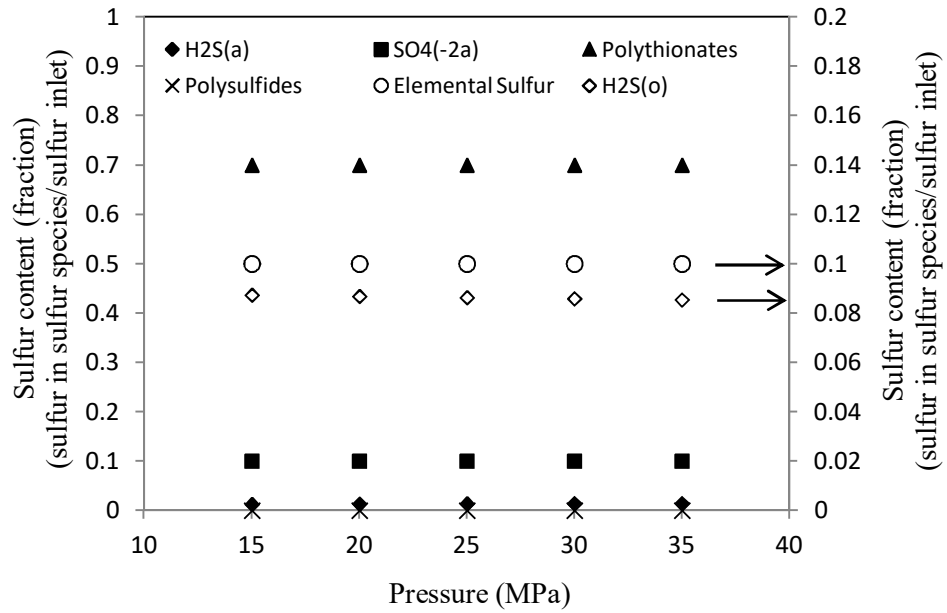 Sulfur content (fraction)
(sulfur in sulfur species/sulfur inlet)
1
0.9
0.8
0.7
0.6
0.5
0.4
0.3
0.2
0.1
0
H2S(a) SO4(-2a) Polythionates
Polysulfides Elemental Sulfur H2S(o)
0.2
0.18
0.16
0.14
0.12
0.1
0.08
0.06
0.04
0.02
0
Sulfur content (fraction)
(sulfur in sulfur species/sulfur inlet)
10 15 20 25 30 35 40
Pressure (MPa)